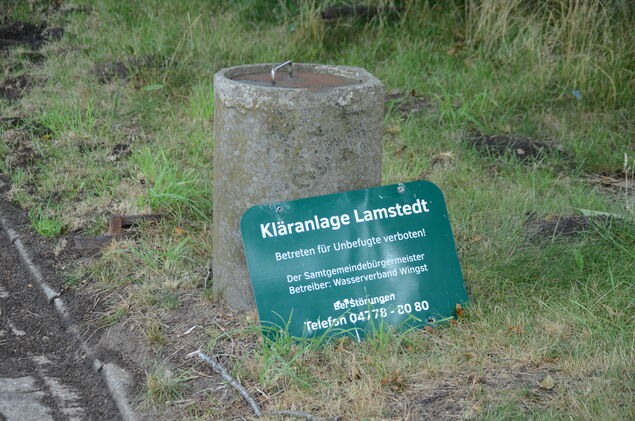 Kläranlage Lamstedt
Betreten für Unbefugte verboten!
Der Samtgemeindebürgermeister
Betreiber: Wasserverband Wingst
Bei Störungen
Telefon 04778 - 80 80